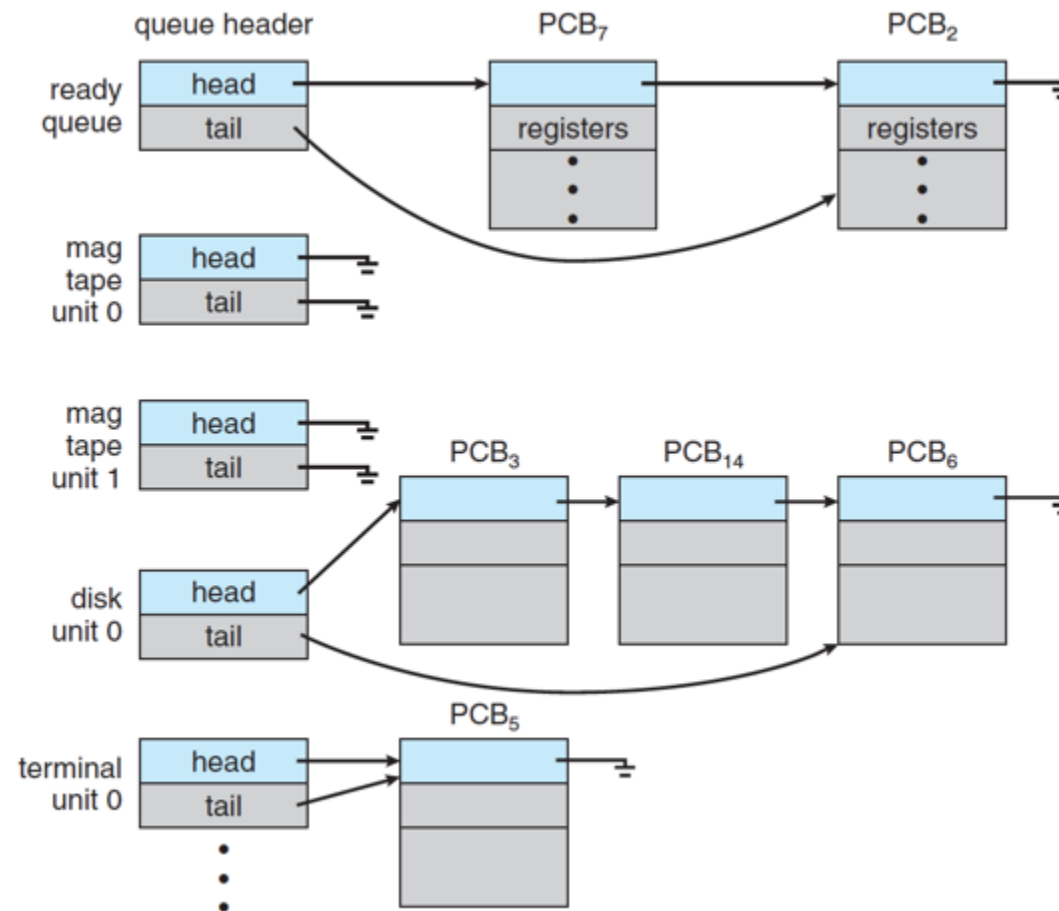 queue header
PCB₇
PCB₂
ready
queue
head
tail
registers
registers
mag
tape
unit 0
head
tail
mag
tape
unit 1
head
tail
PCB₃
PCB₁₄
PCB₆
disk
unit 0
head
tail
PCB₅
terminal
unit 0
head
tail